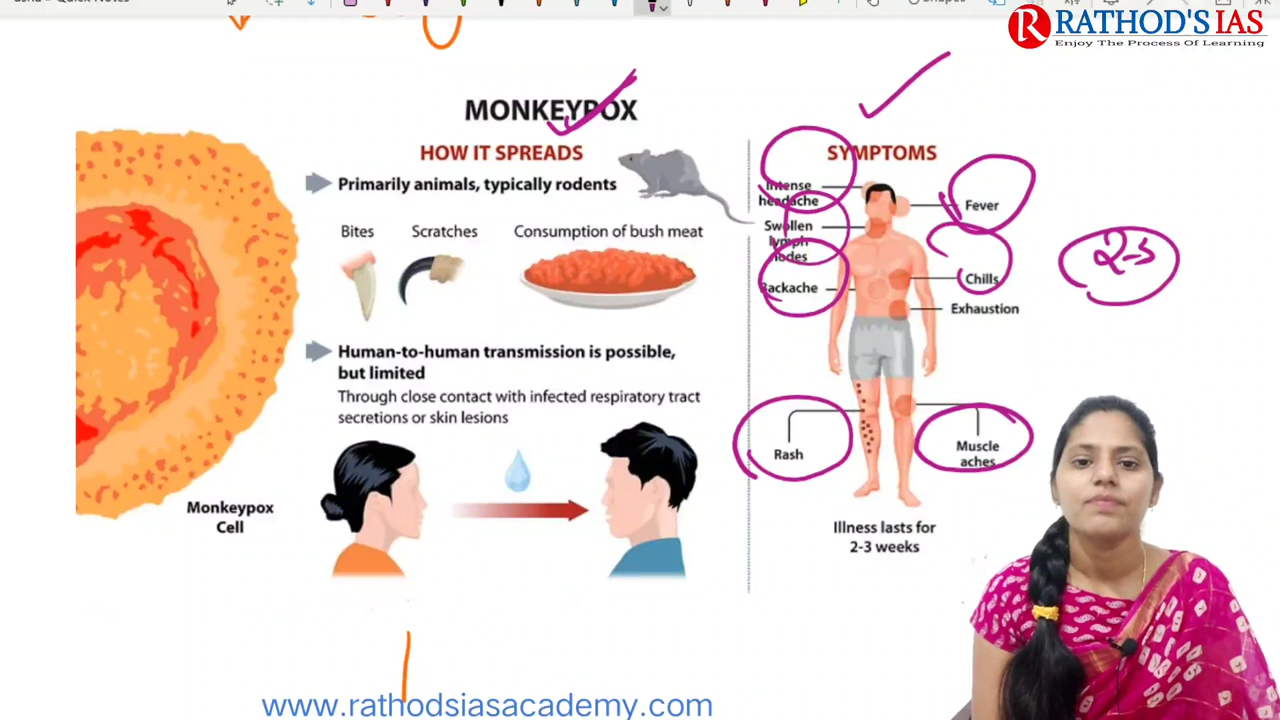 RATHOD'S IAS
Enjoy The Process Of Learning
MONKEYPOX
HOW IT SPREADS
Primarily animals, typically rodents
Bites
Scratches
Consumption of bush meat
Human-to-human transmission is possible,
but limited
Through close contact with infected respiratory tract
secretions or skin lesions
Monkeypox
Cell
SYMPTOMS
Intense
headache
Swollen
lymph
nodes
Backache
Fever
Chills
Exhaustion
Rash
Muscle
aches
Illness lasts for
2-3 weeks
www.rathodsiasacademy.com